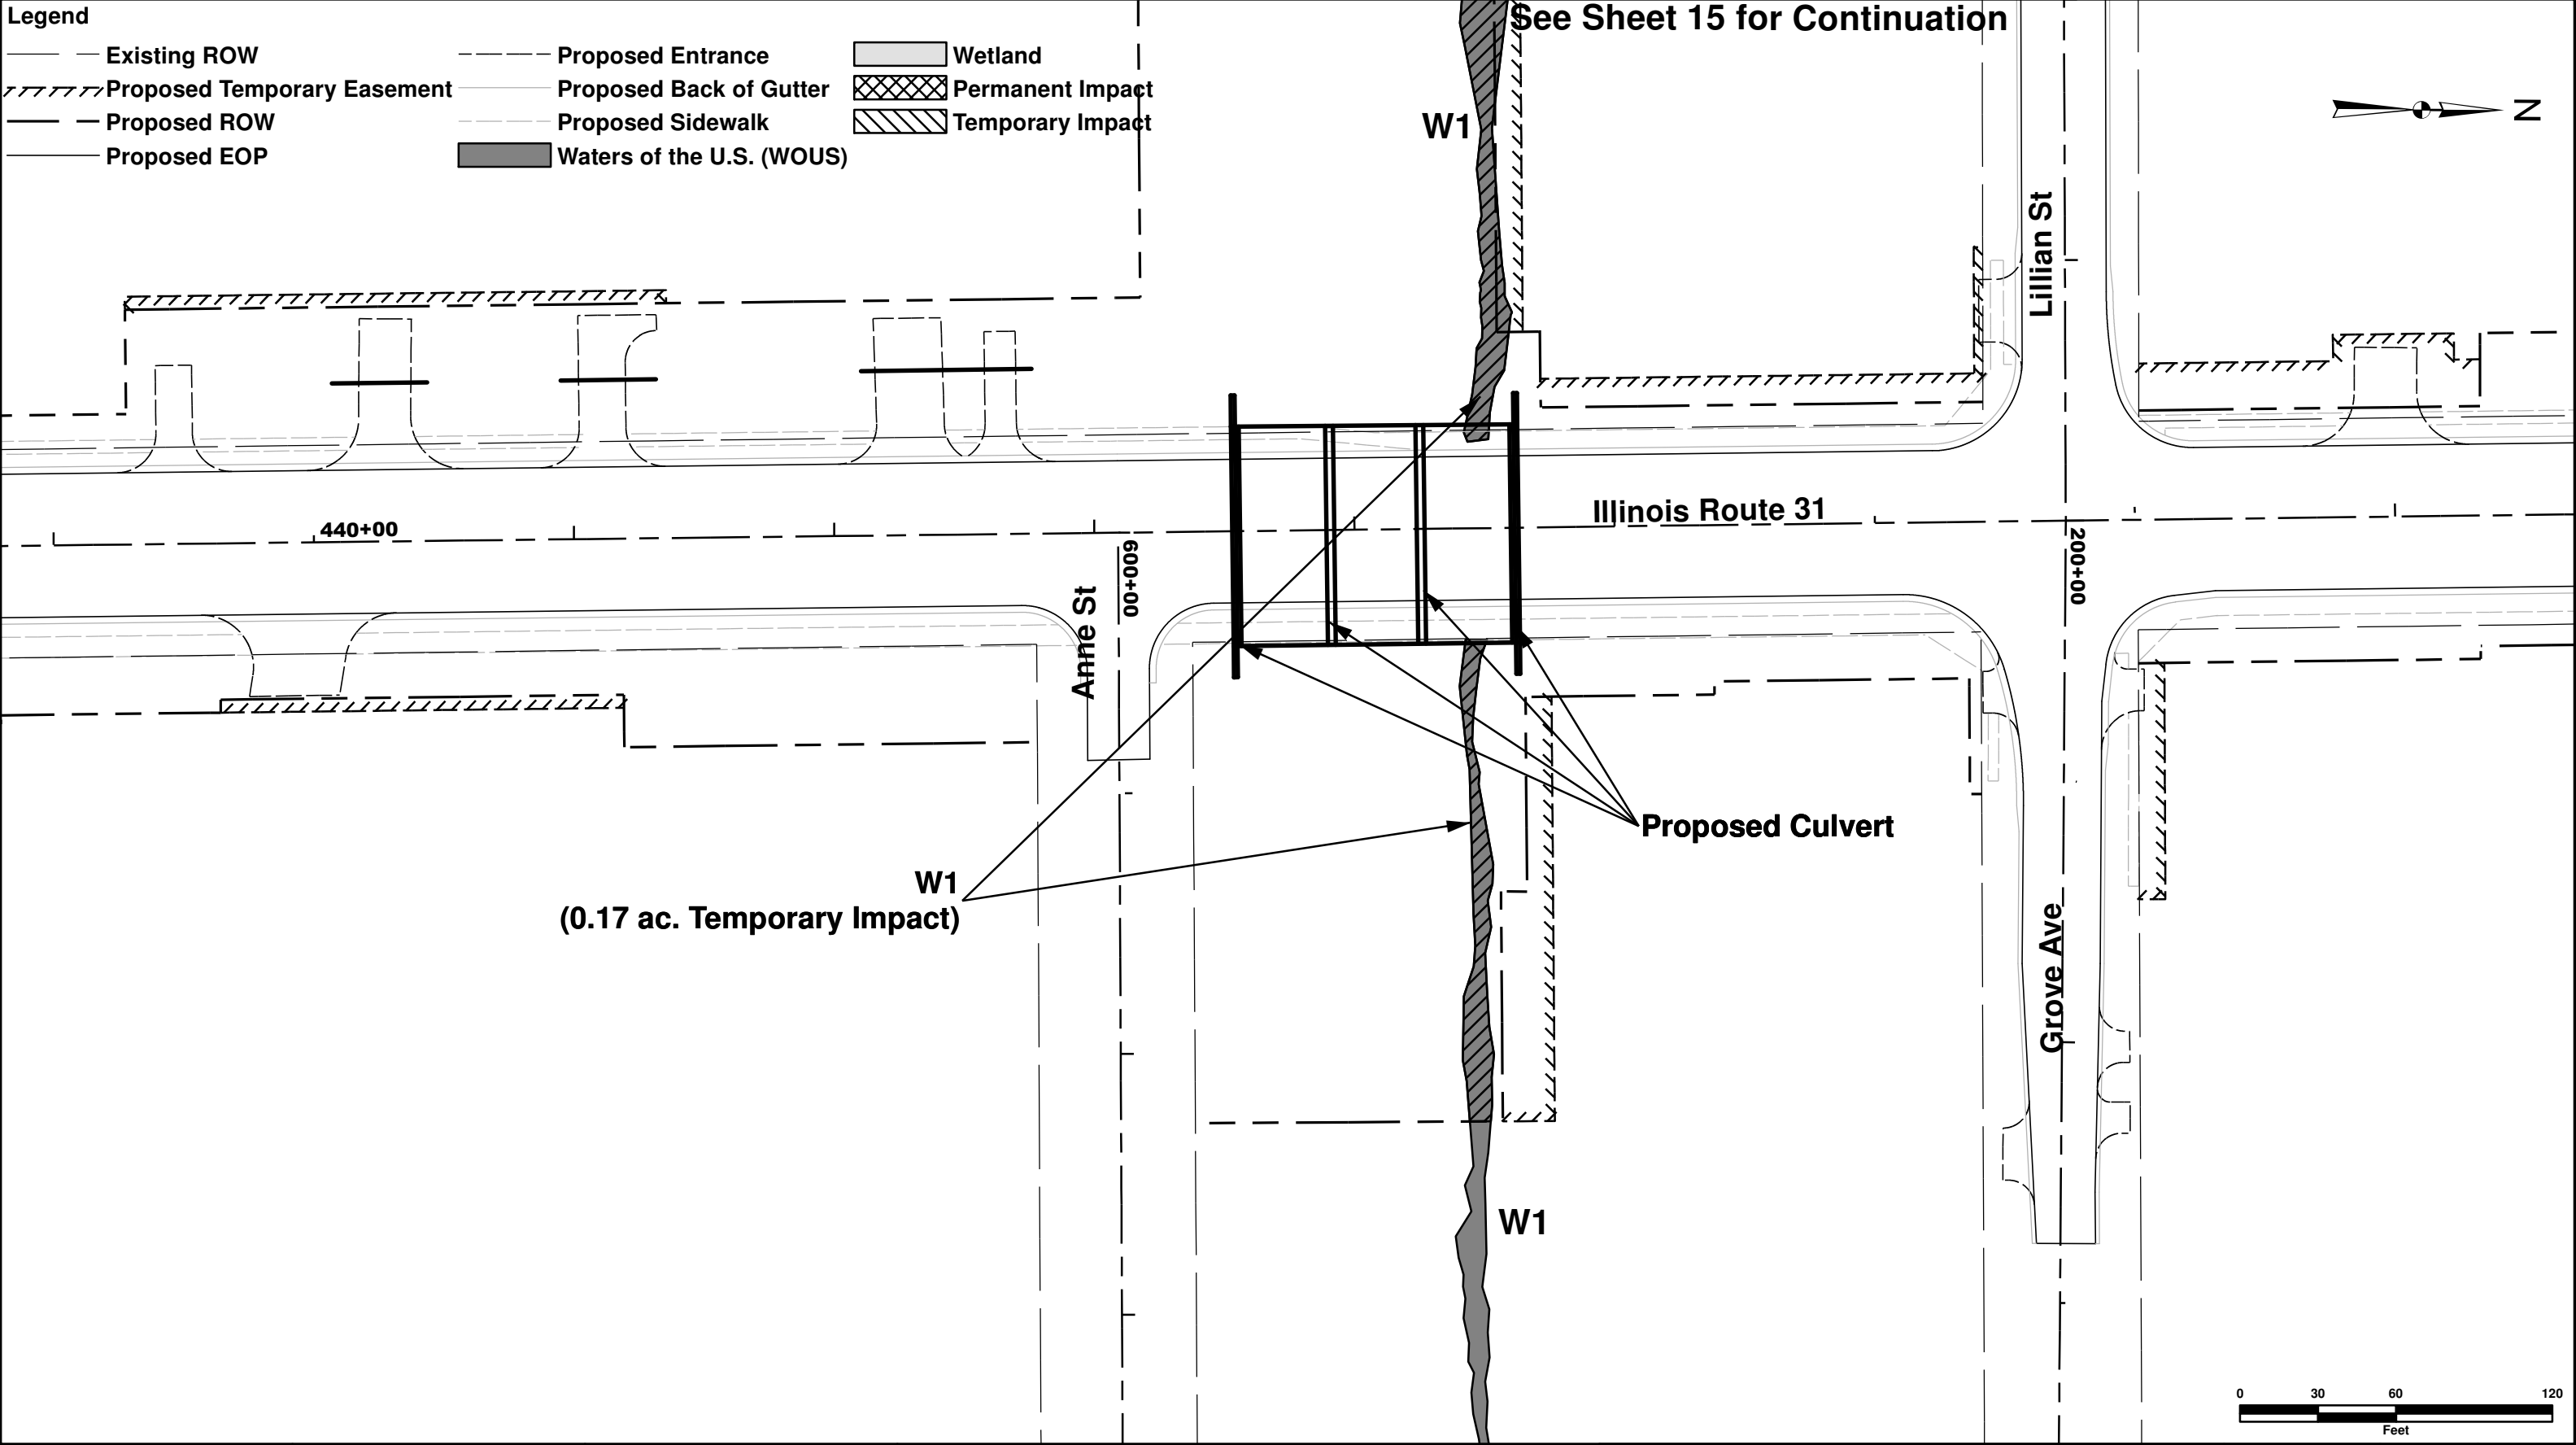 Legend
Existing ROW
Proposed Temporary Easement
Proposed ROW
Proposed EOP
Proposed Entrance
Proposed Back of Gutter
Proposed Sidewalk
Waters of the U.S. (WOUS)
Wetland
Permanent Impact
Temporary Impact
See Sheet 15 for Continuation
W1
Lillian St
N
440+00
Illinois Route 31
600+00
Anne St
200+00
Proposed Culvert
W1
(0.17 ac. Temporary Impact)
Grove Ave
W1
0 30 60 120
Feet